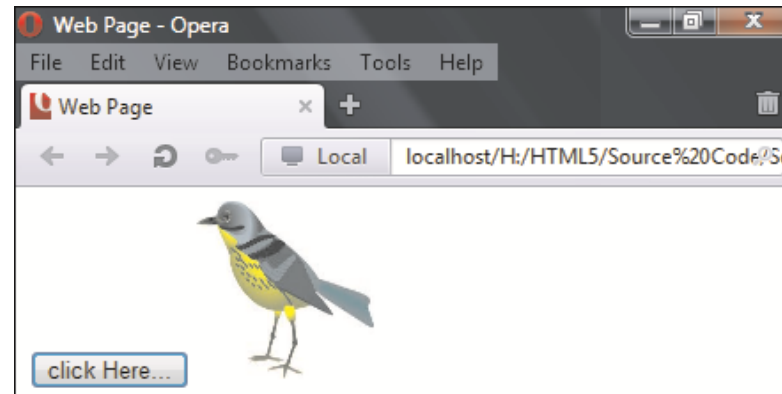 Web Page - Opera
File Edit View Bookmarks Tools Help
Web Page
Local localhost/H:/HTML5/Source%20Code/S
click Here...